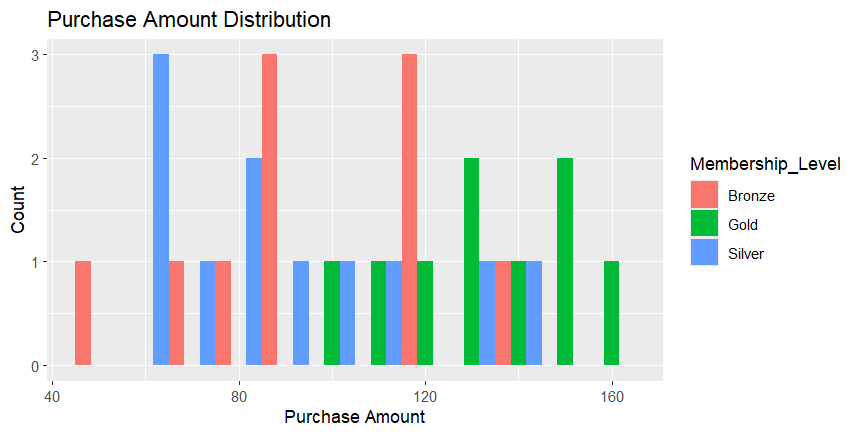 Purchase Amount Distribution
3
2
1
0
Count
40
80
120
160
Purchase Amount
Membership_Level
Bronze
Gold
Silver